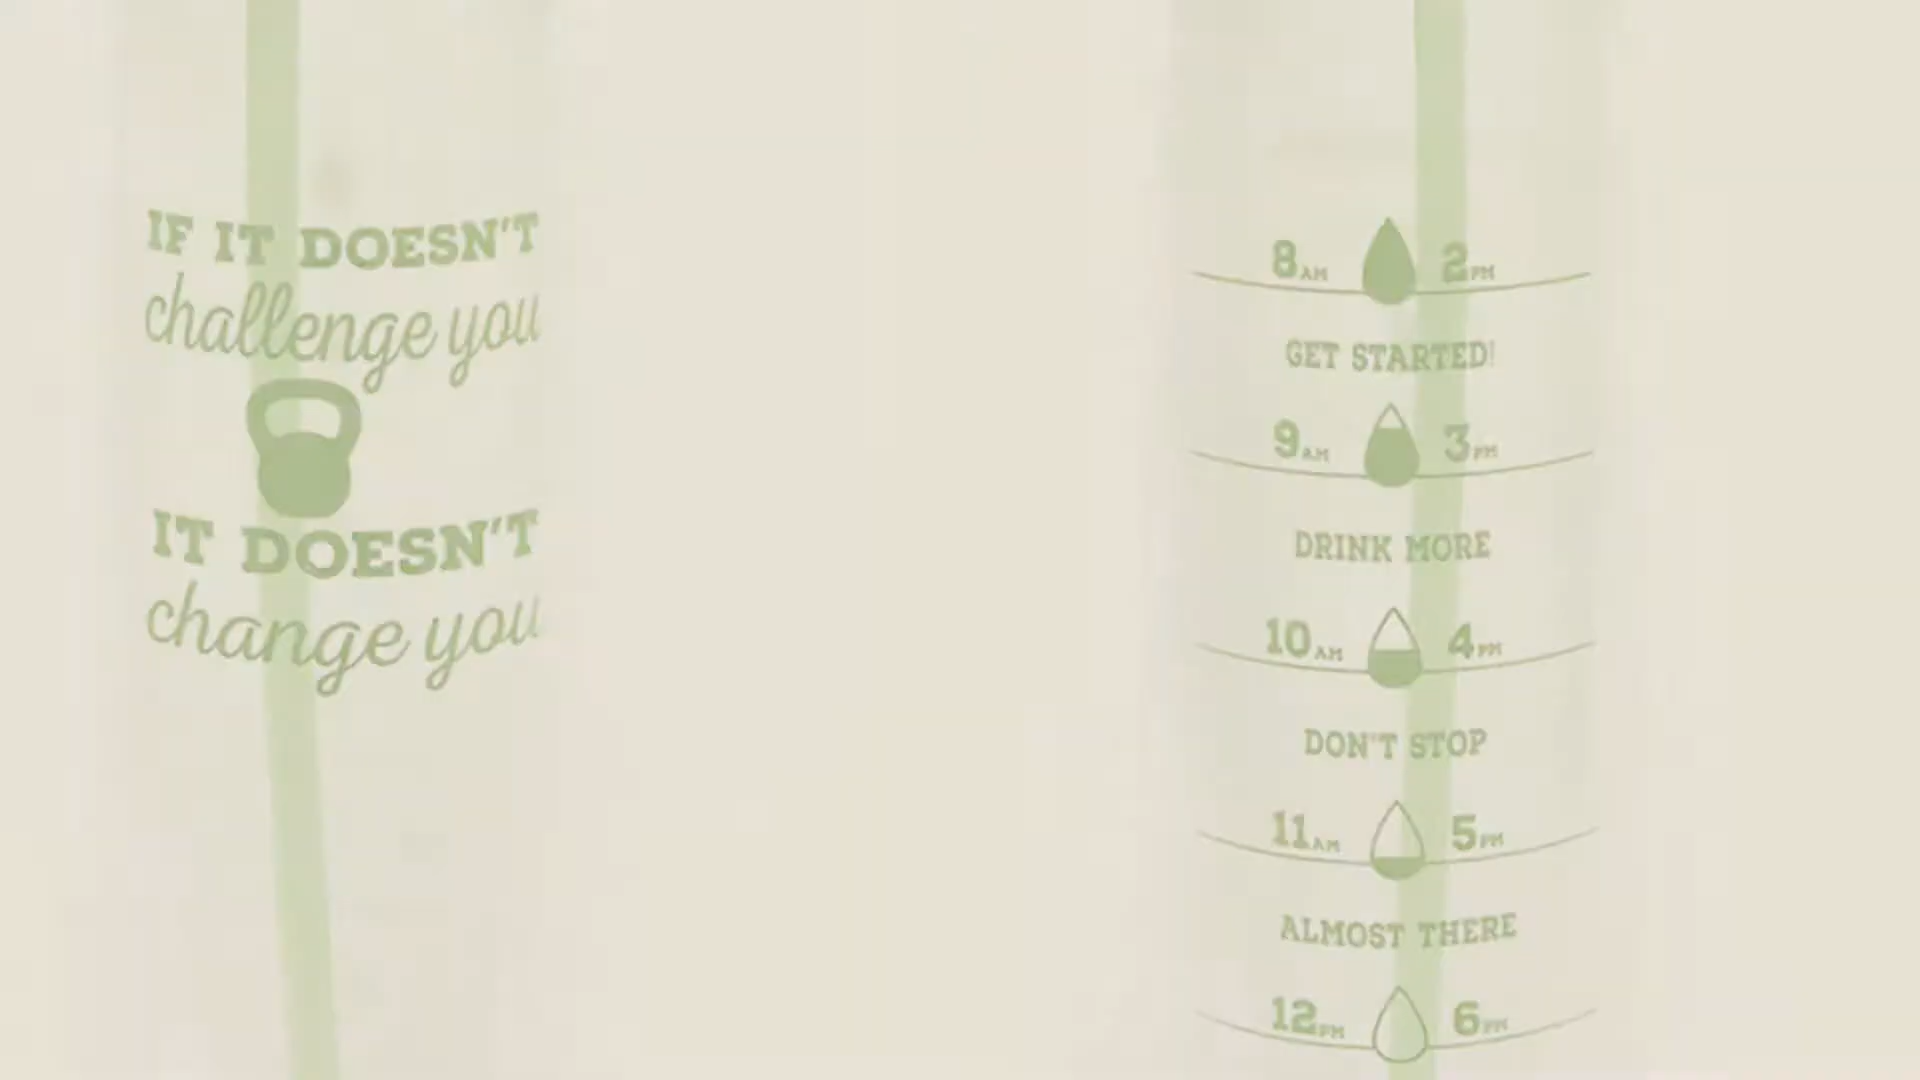 IF IT DOESN'T
challenge you
IT DOESN'T
change you
8AM 2PM
GET STARTED!
9AM 3PM
DRINK MORE
10AM 4PM
DON'T STOP
11AM 5PM
ALMOST THERE
12PM 6PM